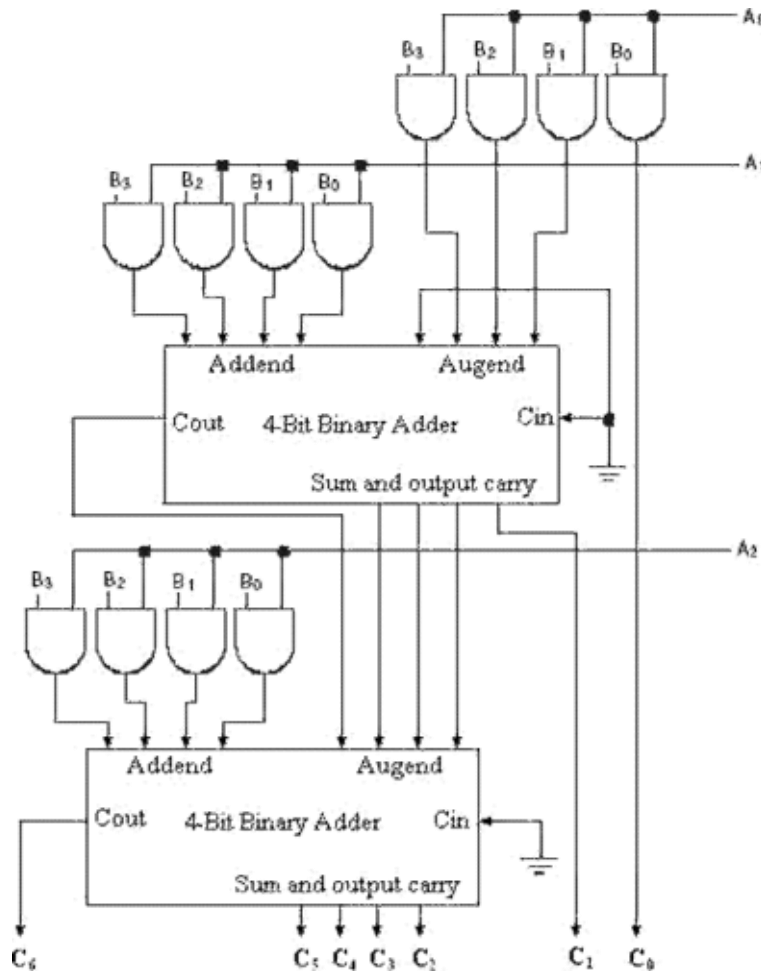 A₀
B₃ B₂ B₁ B₀
A₁
B₃ B₂ B₁ B₀
Addend Augend
Cout 4-Bit Binary Adder Cin
Sum and output carry
A₂
B₃ B₂ B₁ B₀
Addend Augend
Cout 4-Bit Binary Adder Cin
Sum and output carry
C₆ C₅ C₄ C₃ C₂ C₁ C₀